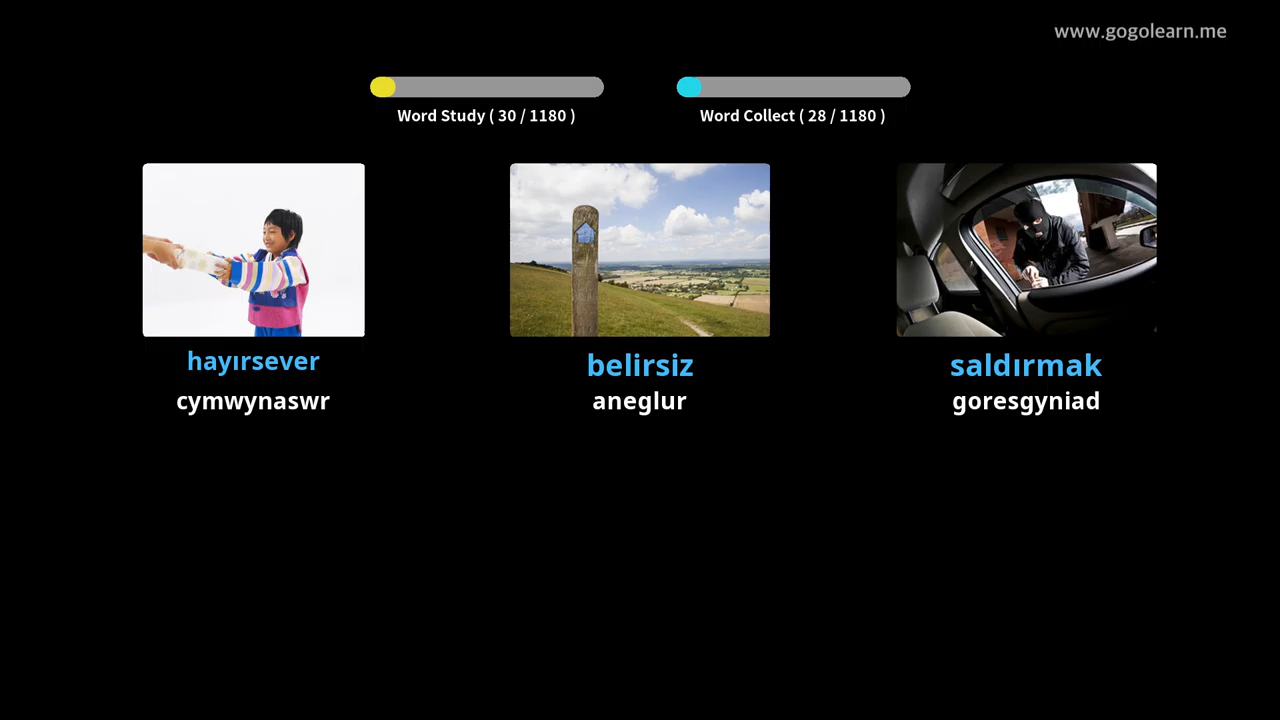 www.gogolearn.me
Word Study ( 30 / 1180 )
Word Collect ( 28 / 1180 )
hayırsever
belirsiz
saldırmak
cymwynaswr
aneglur
goresgyniad